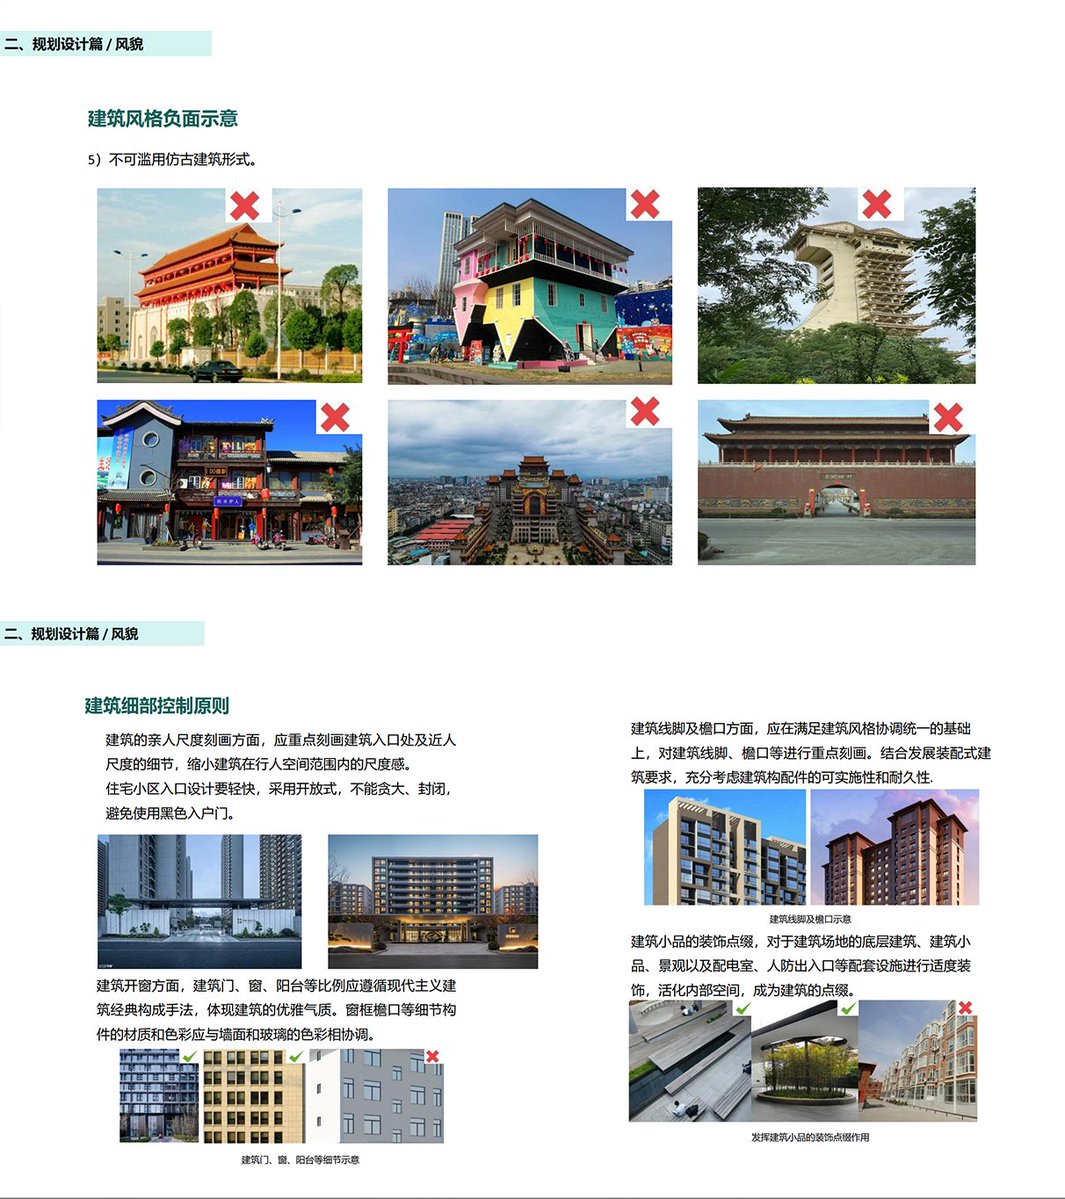 二、规划设计篇 / 风貌
建筑风格负面示意
5）不可滥用仿古建筑形式。
二、规划设计篇 / 风貌
建筑细部控制原则
建筑的亲人尺度刻画方面，应重点刻画建筑入口处及近人
尺度的细节，缩小建筑在行人空间范围内的尺度感。
住宅小区入口设计要轻快，采用开放式，不能贪大、封闭，
避免使用黑色入户门。
建筑开窗方面，建筑门、窗、阳台等比例应遵循现代主义建
筑经典构成手法，体现建筑的优雅气质。窗框檐口等细节构
件的材质和色彩应与墙面和玻璃的色彩相协调。
建筑门、窗、阳台等细节示意
建筑线脚及檐口方面，应在满足建筑风格协调统一的基础
上，对建筑线脚、檐口等进行重点刻画。结合发展装配式建
筑要求，充分考虑建筑构配件的可实施性和耐久性.
建筑线脚及檐口示意
建筑小品的装饰点缀，对于建筑场地的底层建筑、建筑小
品、景观以及配电室、人防出入口等配套设施进行适度装
饰，活化内部空间，成为建筑的点缀。
发挥建筑小品的装饰点缀作用